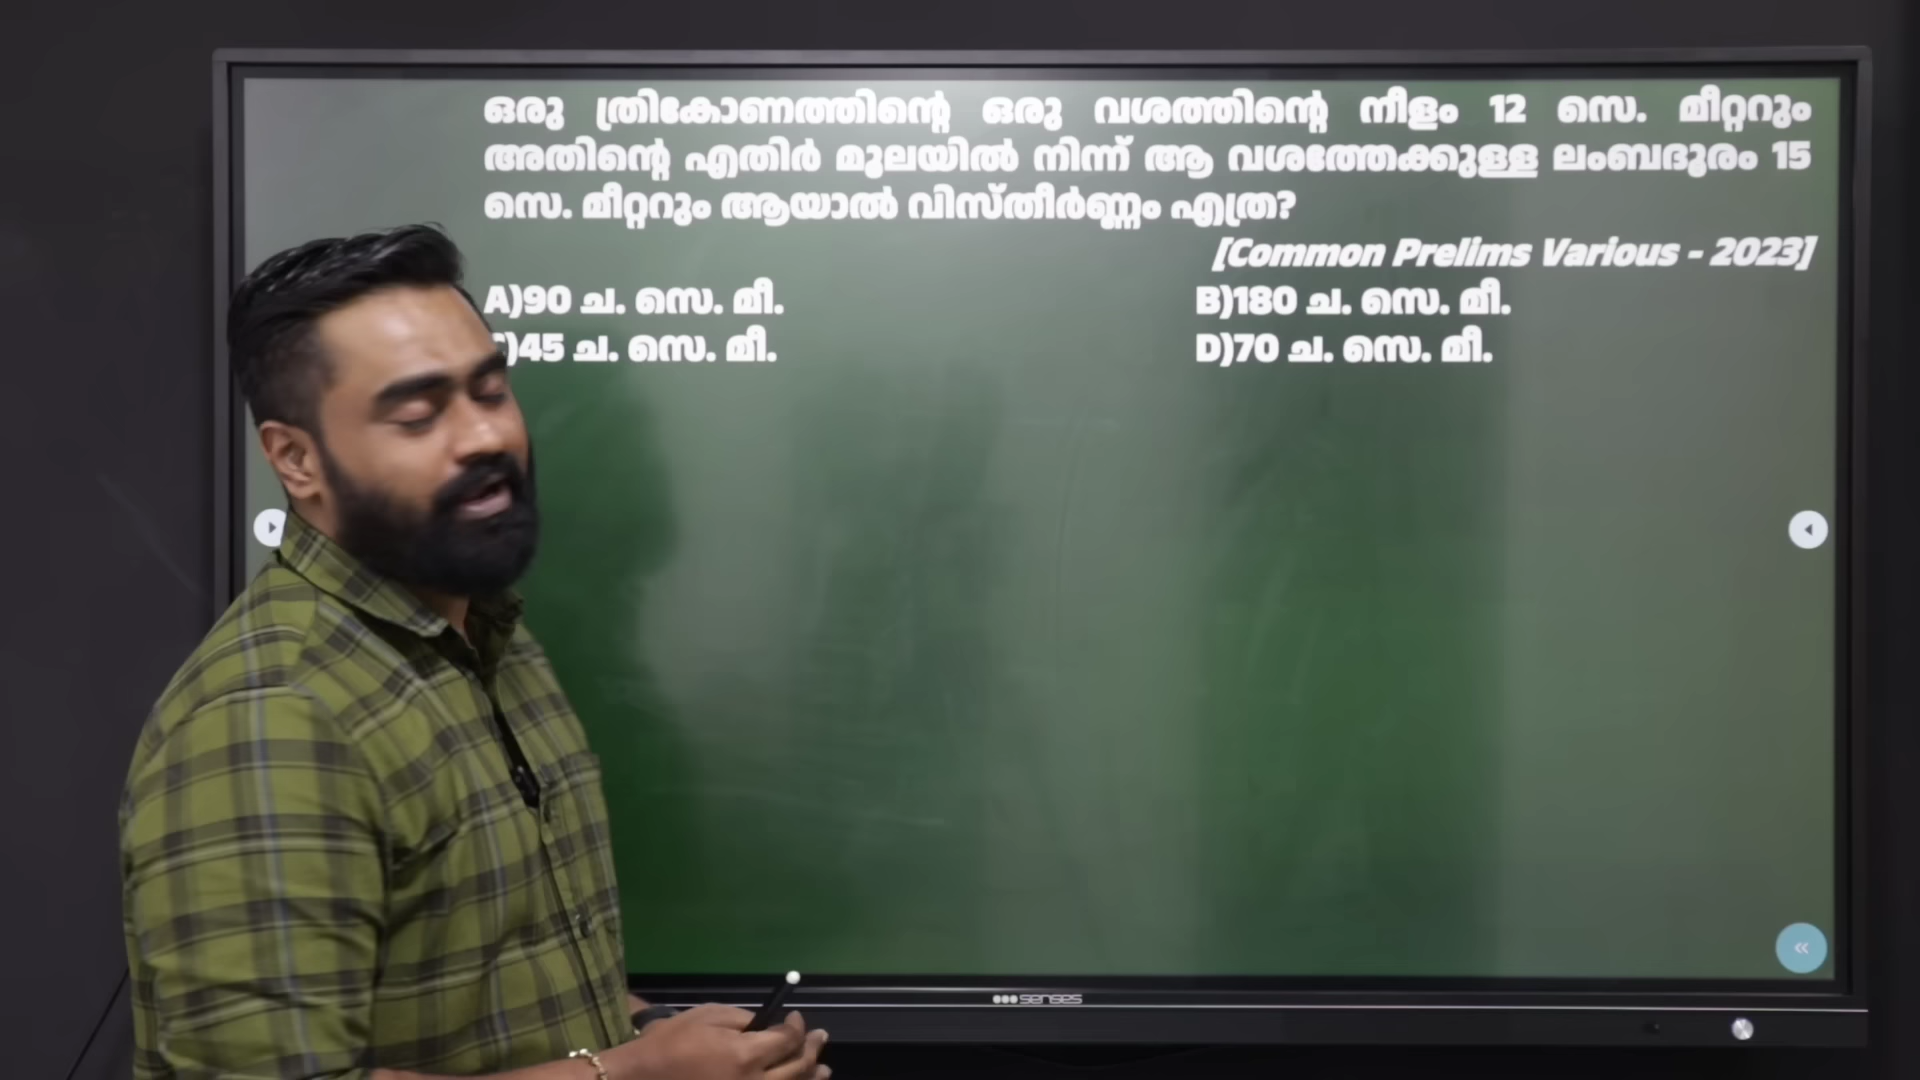 ഒരു ത്രികോണത്തിന്റെ ഒരു വശത്തിന്റെ നീളം 12 സെ. മീറ്ററും
അതിന്റെ എതിർ മൂലയിൽ നിന്ന് ആ വശത്തേക്കുള്ള ലംബദൂരം 15
സെ. മീറ്ററും ആയാൽ വിസ്തീർണ്ണം എത്ര?
[Common Prelims Various - 2023]
A)90 ച. സെ. മീ. B)180 ച. സെ. മീ.
)45 ച. സെ. മീ. D)70 ച. സെ. മീ.
senses